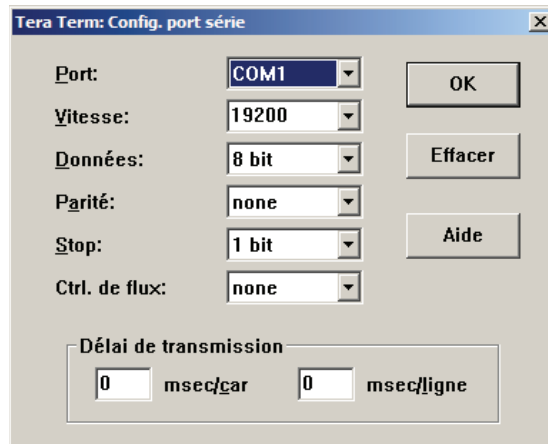 Tera Term: Config. port série
Port: COM1
OK
Vitesse: 19200
Données: 8 bit
Effacer
Parité: none
Stop: 1 bit
Aide
Ctrl. de flux: none
Délai de transmission
0 msec/car 0 msec/ligne